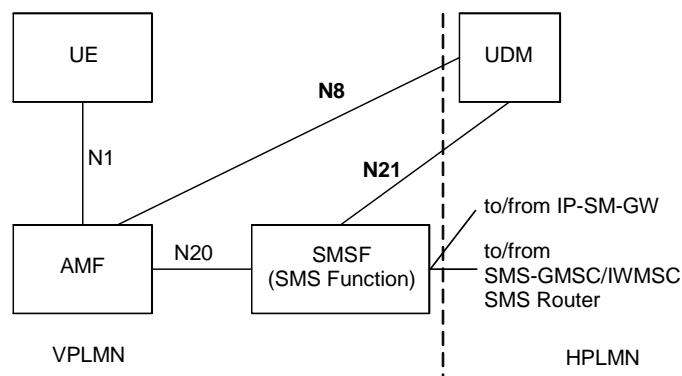 UE
UDM
N8
N1
N21
to/from IP-SM-GW
AMF
N20
SMSF
(SMS Function)
to/from
SMS-GMSC/IWMSC
SMS Router
VPLMN
HPLMN